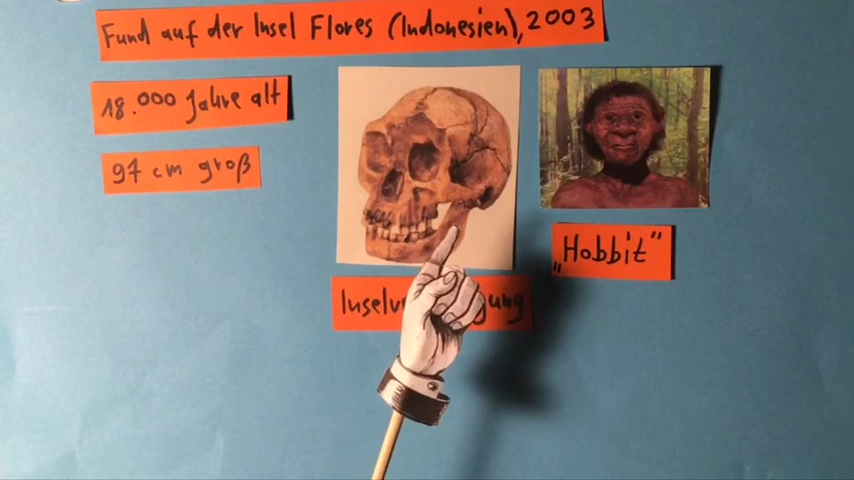 Fund auf der Insel Flores (Indonesien), 2003
18.000 Jahre alt
97 cm groß
„Hobbit“